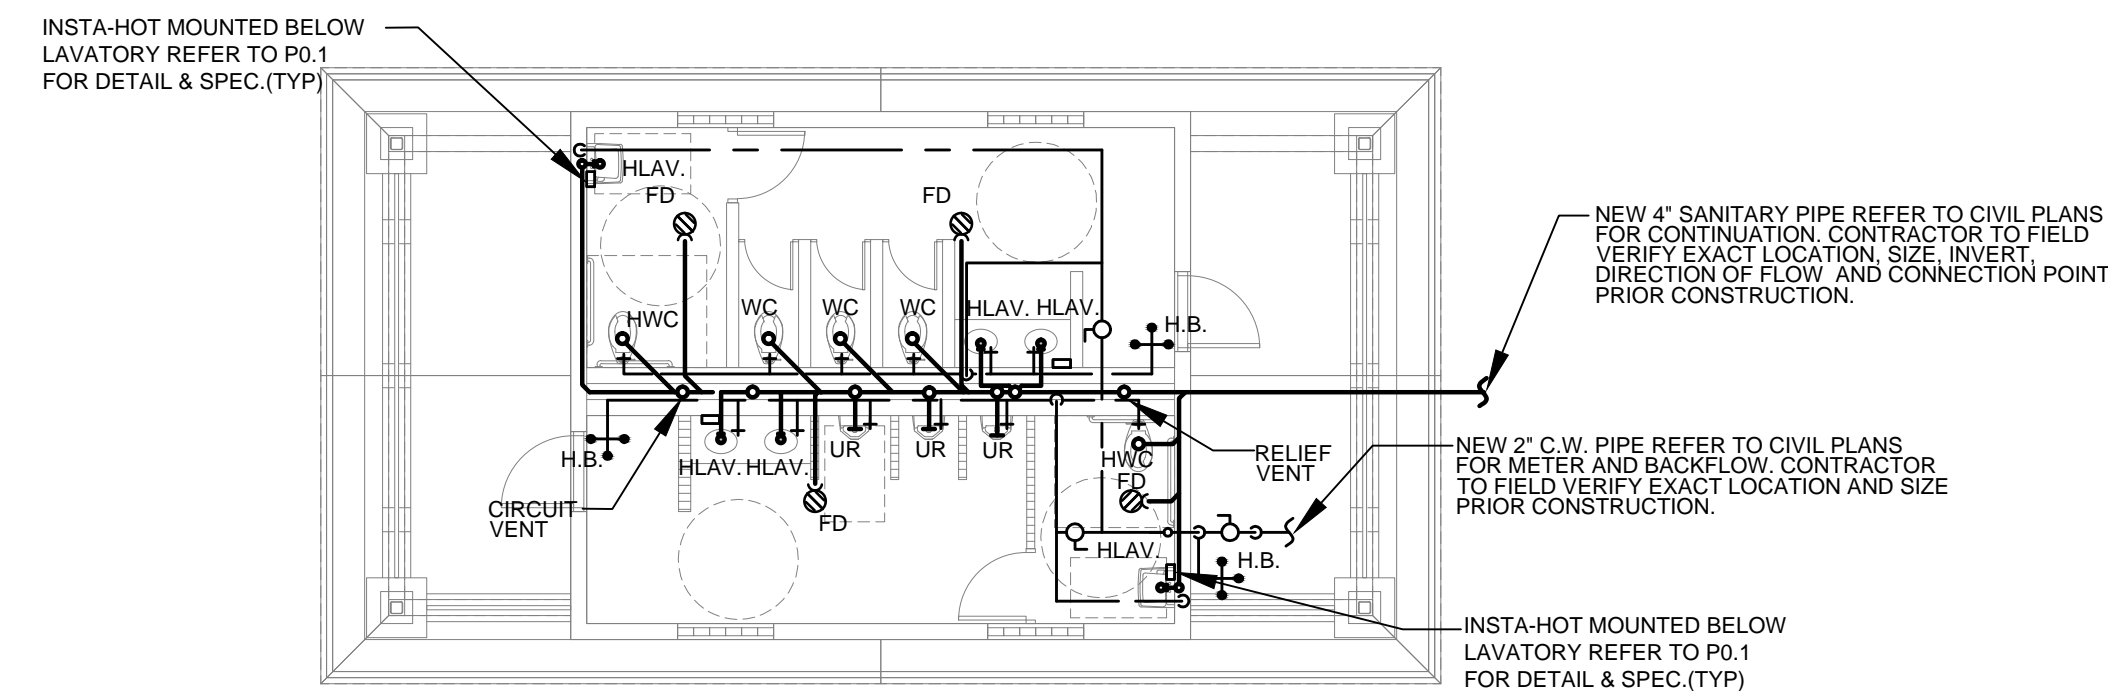 INSTA-HOT MOUNTED BELOW
LAVATORY REFER TO P0.1
FOR DETAIL & SPEC.(TYP)
HLAV.
FD
FD
NEW 4" SANITARY PIPE REFER TO CIVIL PLANS
FOR CONTINUATION. CONTRACTOR TO FIELD
VERIFY EXACT LOCATION, SIZE, INVERT,
DIRECTION OF FLOW AND CONNECTION POINT
PRIOR CONSTRUCTION.
HWC
WC
WC
WC
HLAV.
HLAV.
H.B.
H.B.
HLAV.
HLAV.
UR
UR
UR
HWC
FD
RELIEF
VENT
NEW 2" C.W. PIPE REFER TO CIVIL PLANS
FOR METER AND BACKFLOW. CONTRACTOR
TO FIELD VERIFY EXACT LOCATION AND SIZE
PRIOR CONSTRUCTION.
CIRCUIT
VENT
FD
HLAV.
H.B.
INSTA-HOT MOUNTED BELOW
LAVATORY REFER TO P0.1
FOR DETAIL & SPEC.(TYP)